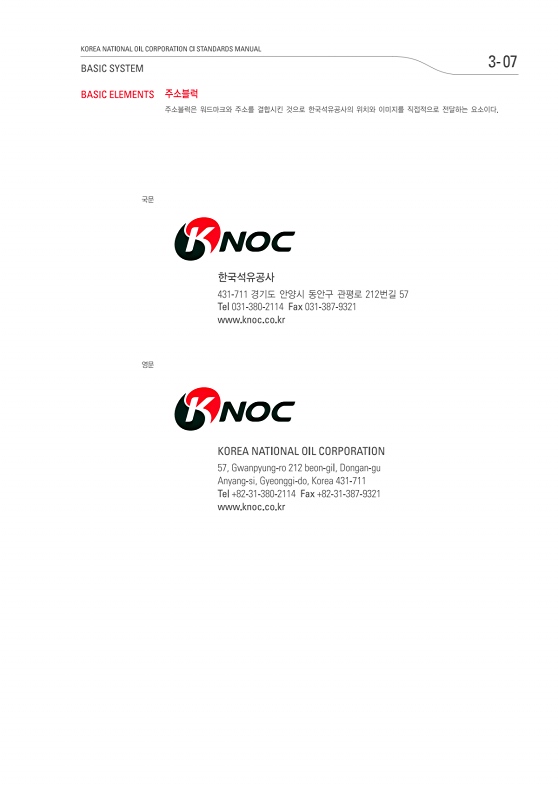 KOREA NATIONAL OIL CORPORATION CI STANDARDS MANUAL
3-07
BASIC SYSTEM
BASIC ELEMENTS 주소블럭
주소블럭은 워드마크와 주소를 결합시킨 것으로 한국석유공사의 위치와 이미지를 직접적으로 전달하는 요소이다.
국문
KNOC
한국석유공사
431-711 경기도 안양시 동안구 관평로 212번길 57
Tel 031-380-2114 Fax 031-387-9321
www.knoc.co.kr
영문
KNOC
KOREA NATIONAL OIL CORPORATION
57, Gwanpyung-ro 212 beon-gil, Dongan-gu
Anyang-si, Gyeonggi-do, Korea 431-711
Tel +82-31-380-2114 Fax +82-31-387-9321
www.knoc.co.kr